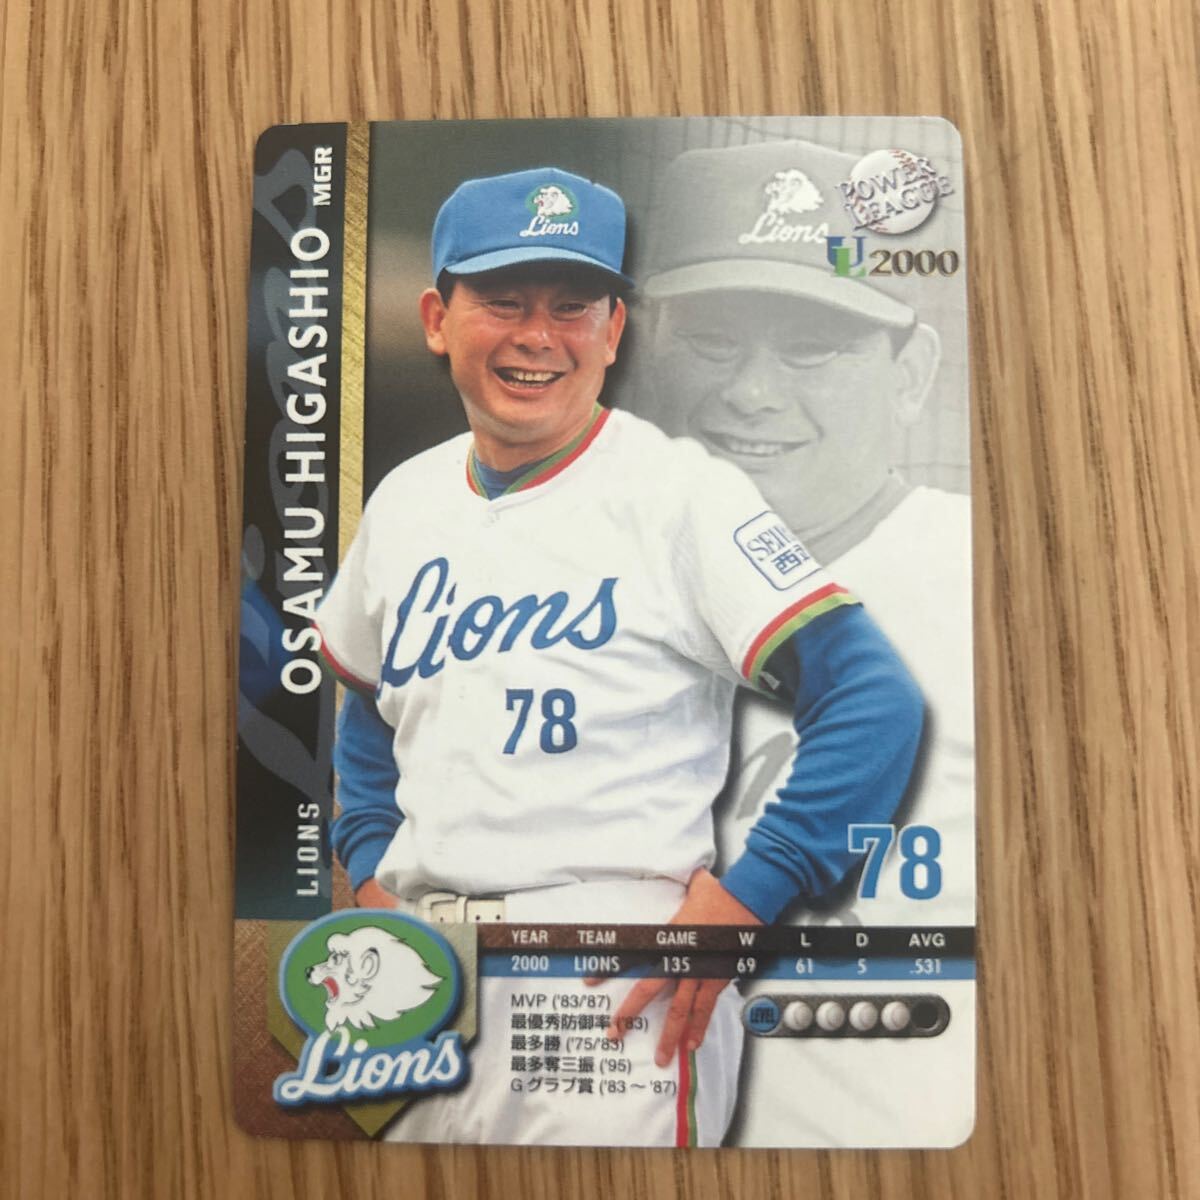 OSAMU HIGASHIO MGR
LIONS
Lions
Lions
POWER LEAGUE
UL2000
SEI
西
Lions
78
78
YEAR TEAM GAME W L D AVG
2000 LIONS 135 69 61 5 .531
MVP ('83/'87)
最優秀防御率 ('83)
最多勝 ('75/'83)
最多奪三振 ('95)
Gグラブ賞 ('83～'87)
LEVEL
Lions